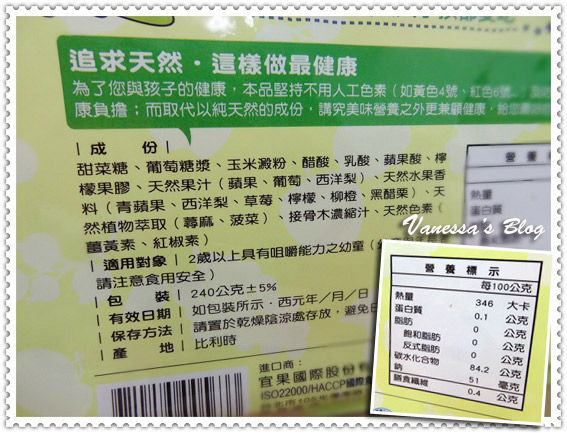 追求天然・這樣做最健康
為了您與孩子的健康，本品堅持不用人工色素（如黃色4號、紅色6號
康負擔；而取代以純天然的成份，講究美味營養之外更兼顧健康，給您
| 成　份 |
甜菜糖、葡萄糖漿、玉米澱粉、醋酸、乳酸、蘋果酸、檸
檬果膠、天然果汁（蘋果、葡萄、西洋梨）、天然水果香
料（青蘋果、西洋梨、草莓、檸檬、柳橙、黑醋栗）、天
然植物萃取（蕁麻、菠菜）、接骨木濃縮汁、天然色素（
薑黃素、紅椒素）
| 適用對象 | 2歲以上具有咀嚼能力之幼童（
請注意食用安全）
| 包　裝 | 240公克±5%
| 有效日期 | 如包裝所示．西元年／月／日
| 保存方法 | 請置於乾燥陰涼處存放，避免
| 產　地 | 比利時
進口商：
宜果國際股份有
ISO22000/HACCP國際
營養
熱量
蛋白質
Vanessa's Blog
營養標示
每100公克
熱量 346 大卡
蛋白質 0.1 公克
脂肪 0 公克
飽和脂肪 0 公克
反式脂肪 0 公克
碳水化合物 84.2 公克
鈉 51 毫克
膳食纖維 0.4 公克